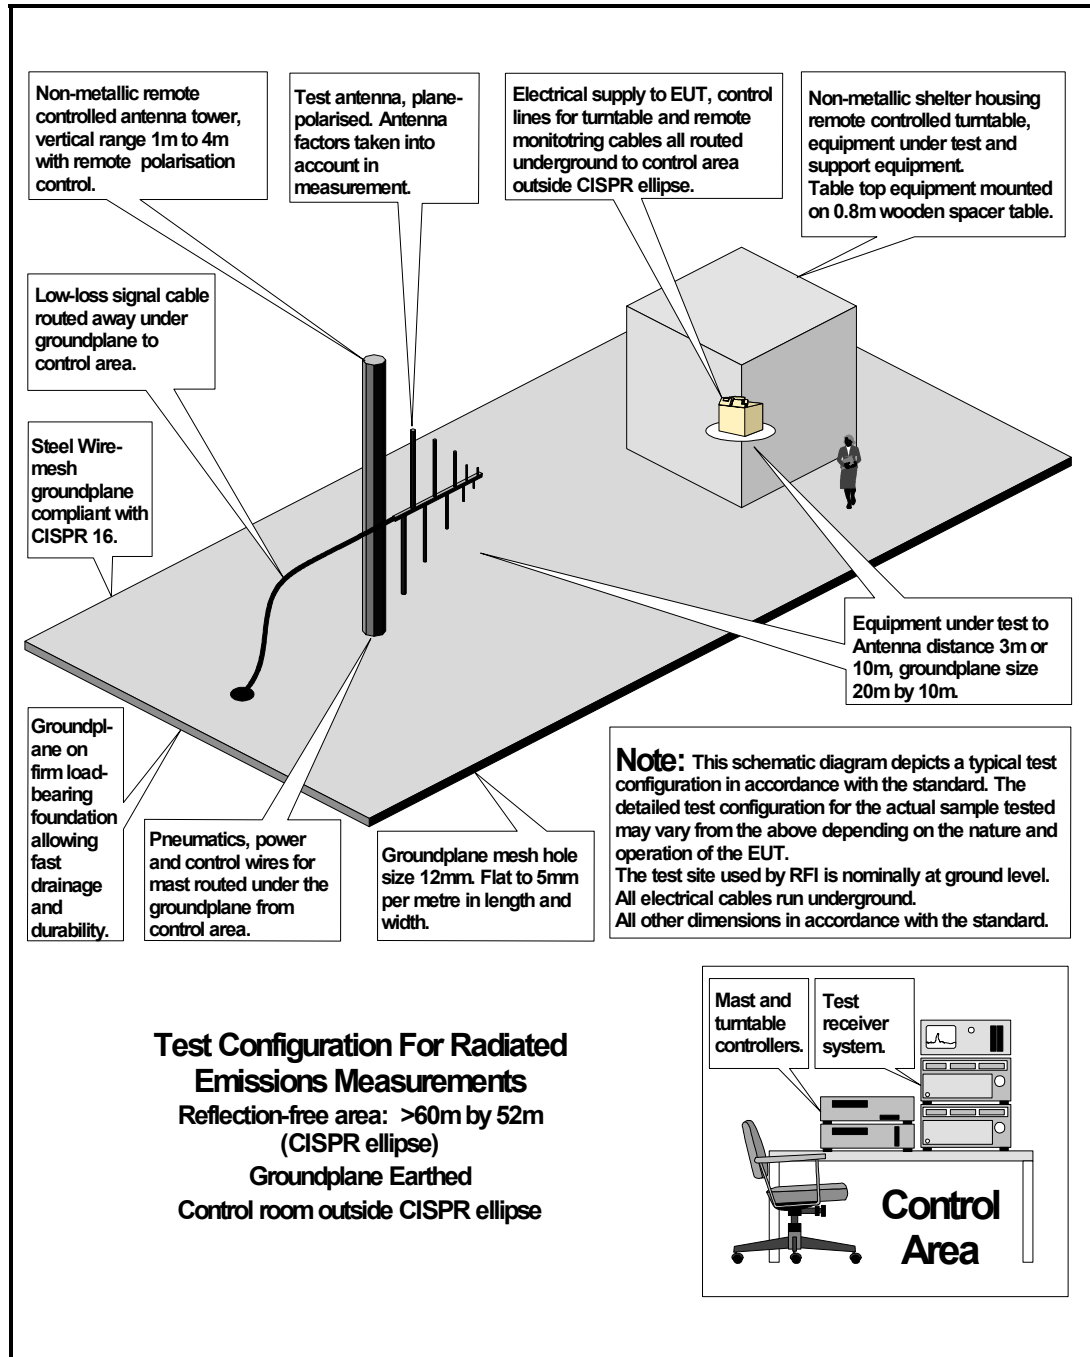 Non-metallic remote
controlled antenna tower,
vertical range 1m to 4m
with remote polarisation
control.
Test antenna, plane-
polarised. Antenna
factors taken into
account in
measurement.
Electrical supply to EUT, control
lines for turntable and remote
monitotring cables all routed
underground to control area
outside CISPR ellipse.
Non-metallic shelter housing
remote controlled turntable,
equipment under test and
support equipment.
Table top equipment mounted
on 0.8m wooden spacer table.
Low-loss signal cable
routed away under
groundplane to
control area.
Steel Wire-
mesh
groundplane
compliant with
CISPR 16.
Equipment under test to
Antenna distance 3m or
10m, groundplane size
20m by 10m.
Groundpl-
ane on
firm load-
bearing
foundation
allowing
fast
drainage
and
durability.
Pneumatics, power
and control wires for
mast routed under the
groundplane from
control area.
Groundplane mesh hole
size 12mm. Flat to 5mm
per metre in length and
width.
Note: This schematic diagram depicts a typical test
configuration in accordance with the standard. The
detailed test configuration for the actual sample tested
may vary from the above depending on the nature and
operation of the EUT.
The test site used by RFI is nominally at ground level.
All electrical cables run underground.
All other dimensions in accordance with the standard.
Test Configuration For Radiated
Emissions Measurements
Reflection-free area: >60m by 52m
(CISPR ellipse)
Groundplane Earthed
Control room outside CISPR ellipse
Mast and
turntable
controllers.
Test
receiver
system.
Control
Area